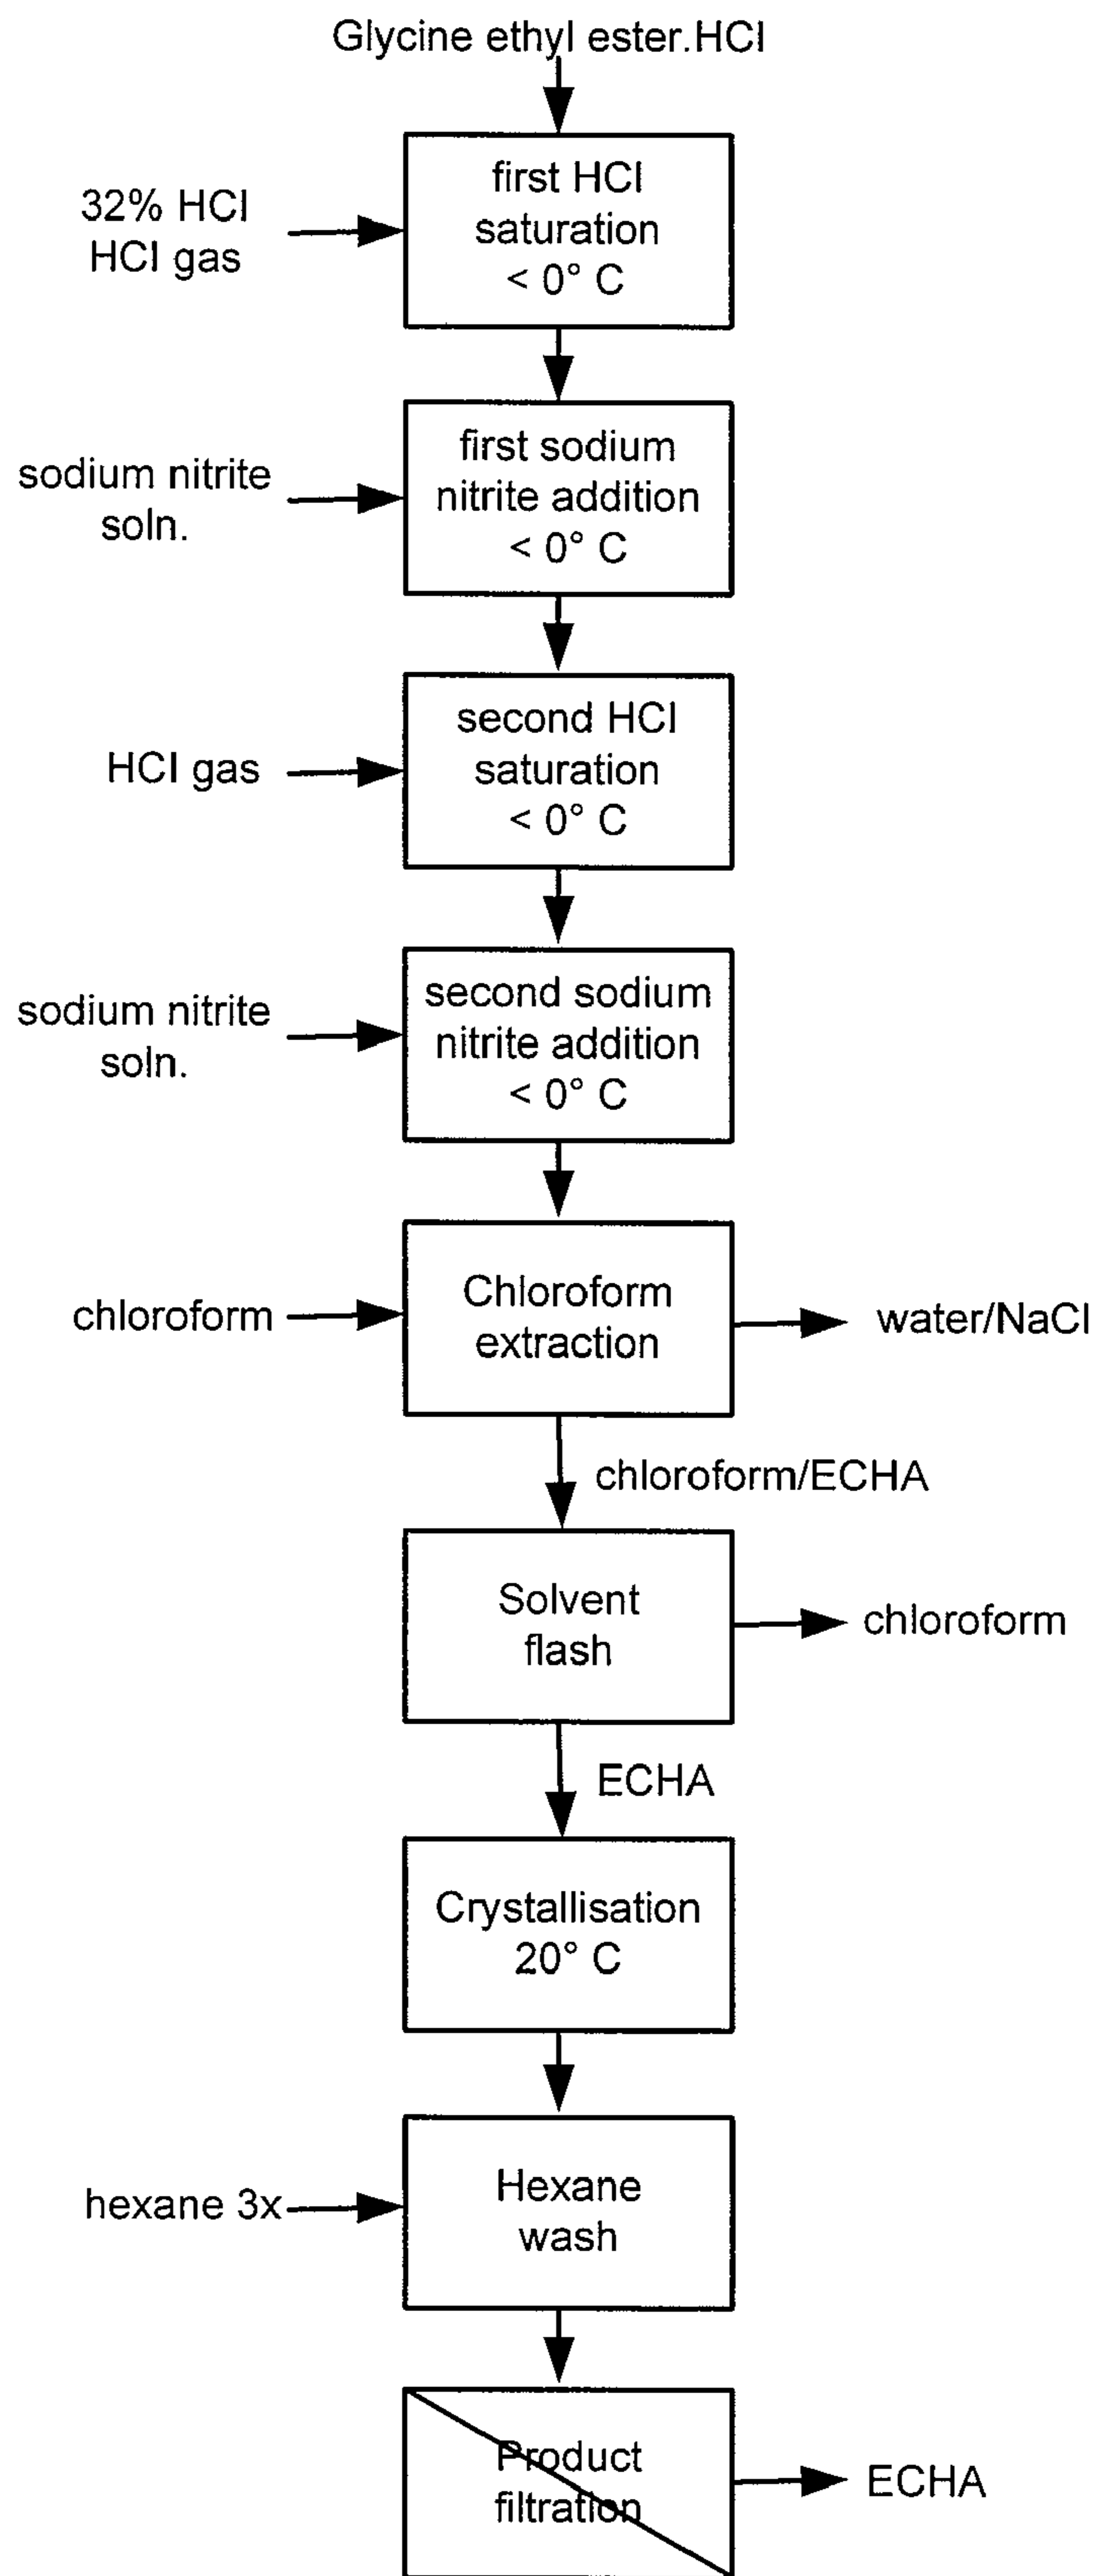 Glycine ethyl ester.HCl
32% HCl
HCl gas
first HCl
saturation
< 0° C
sodium nitrite
soln.
first sodium
nitrite addition
< 0° C
HCl gas
second HCl
saturation
< 0° C
sodium nitrite
soln.
second sodium
nitrite addition
< 0° C
chloroform
Chloroform
extraction
water/NaCl
chloroform/ECHA
Solvent
flash
chloroform
ECHA
Crystallisation
20° C
hexane 3x
Hexane
wash
Product
filtration
ECHA